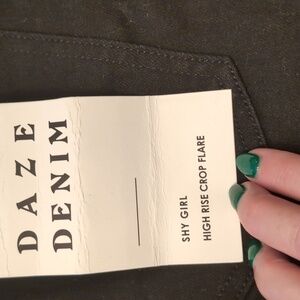 DAZE
DENIM
SHY GIRL
HIGH RISE CROP FLARE